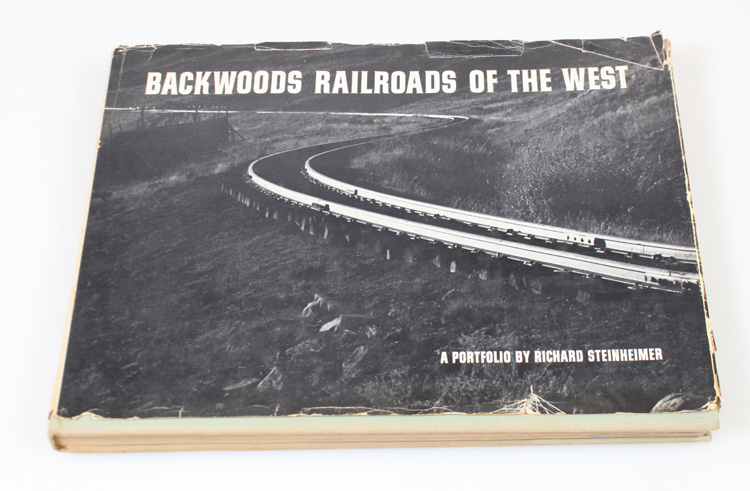 BACKWOODS RAILROADS OF THE WEST
A PORTFOLIO BY RICHARD STEINHEIMER